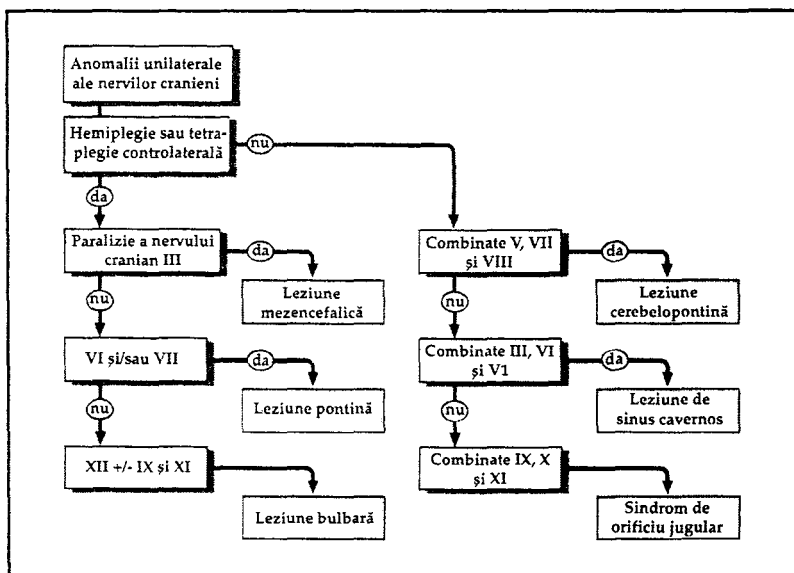 Anomalii unilaterale
ale nervilor cranieni
Hemiplegie sau tetra-
plegie controlaterală
nu
da
Paralizie a nervului
cranian III
da
Leziune
mezencefalică
nu
VI și/sau VII
da
Leziune pontină
nu
XII +/- IX și XI
Leziune bulbară
Combinate V, VII
și VIII
da
Leziune
cerebelopontină
nu
Combinate III, VI
și V1
da
Leziune de
sinus cavernos
nu
Combinate IX, X
și XI
Sindrom de
orificiu jugular